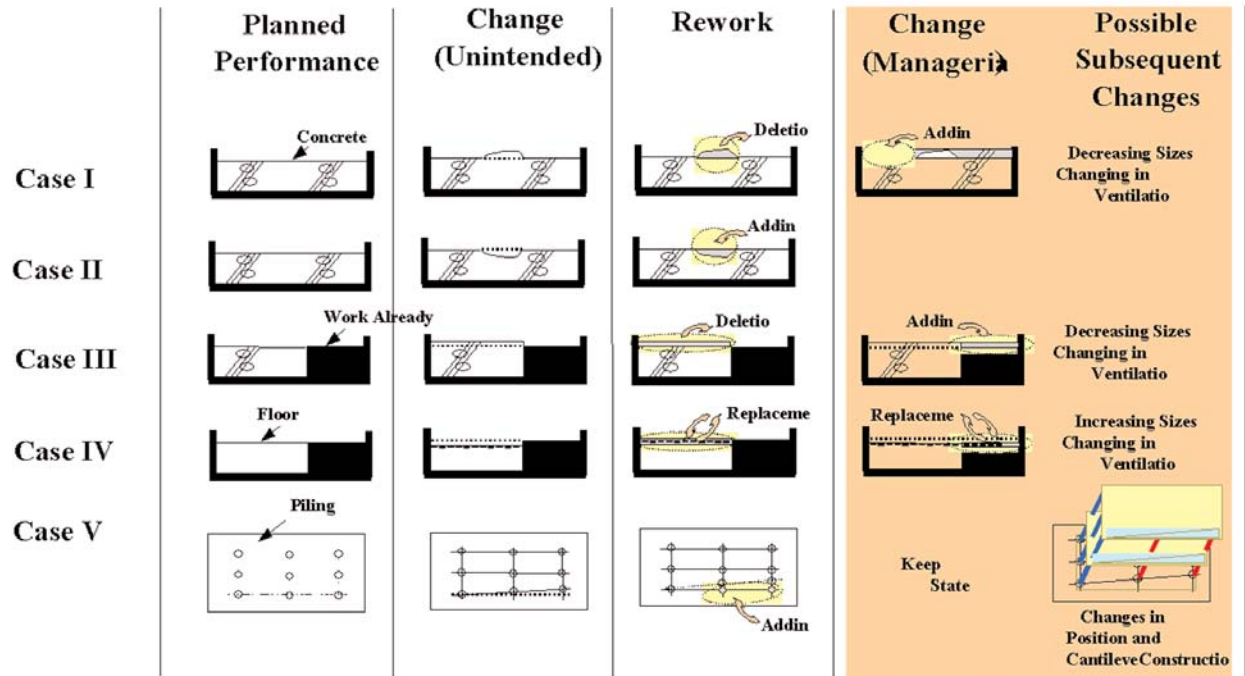 Planned
Performance
Change
(Unintended)
Rework
Change
(Manageria)
Possible
Subsequent
Changes
Case I
Concrete
Deletio
Addin
Decreasing Sizes
Changing in
Ventilatio
Case II
Addin
Case III
Work Already
Deletio
Addin
Decreasing Sizes
Changing in
Ventilatio
Case IV
Floor
Replaceme
Replaceme
Increasing Sizes
Changing in
Ventilatio
Case V
Piling
Addin
Keep
State
Changes in
Position and
CantileveConstructio